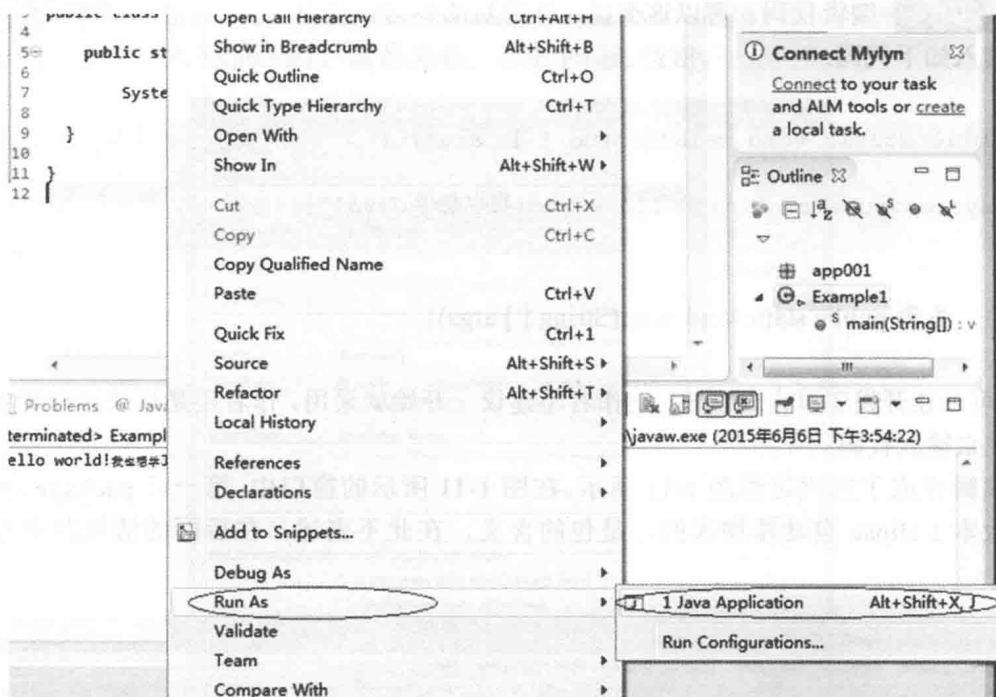 4
5 public st
6
7 Syste
8
9 }
10
11 }
12
Open Call Hierarchy Ctrl+Alt+H
Show in Breadcrumb Alt+Shift+B
Quick Outline Ctrl+O
Quick Type Hierarchy Ctrl+T
Open With
Show In Alt+Shift+W
Cut Ctrl+X
Copy Ctrl+C
Copy Qualified Name
Paste Ctrl+V
Quick Fix Ctrl+1
Source Alt+Shift+S
Refactor Alt+Shift+T
Local History
References
Declarations
Add to Snippets...
Debug As
Run As
Validate
Team
Compare With
1 Java Application Alt+Shift+X, J
Run Configurations...
Connect Mylyn
Connect to your task
and ALM tools or create
a local task.
Outline
app001
Example1
main(String[]) : v
Problems @ Jav
terminated> Exampl
\javaw.exe (2015年6月6日 下午3:54:22)
ello world!我也要学J